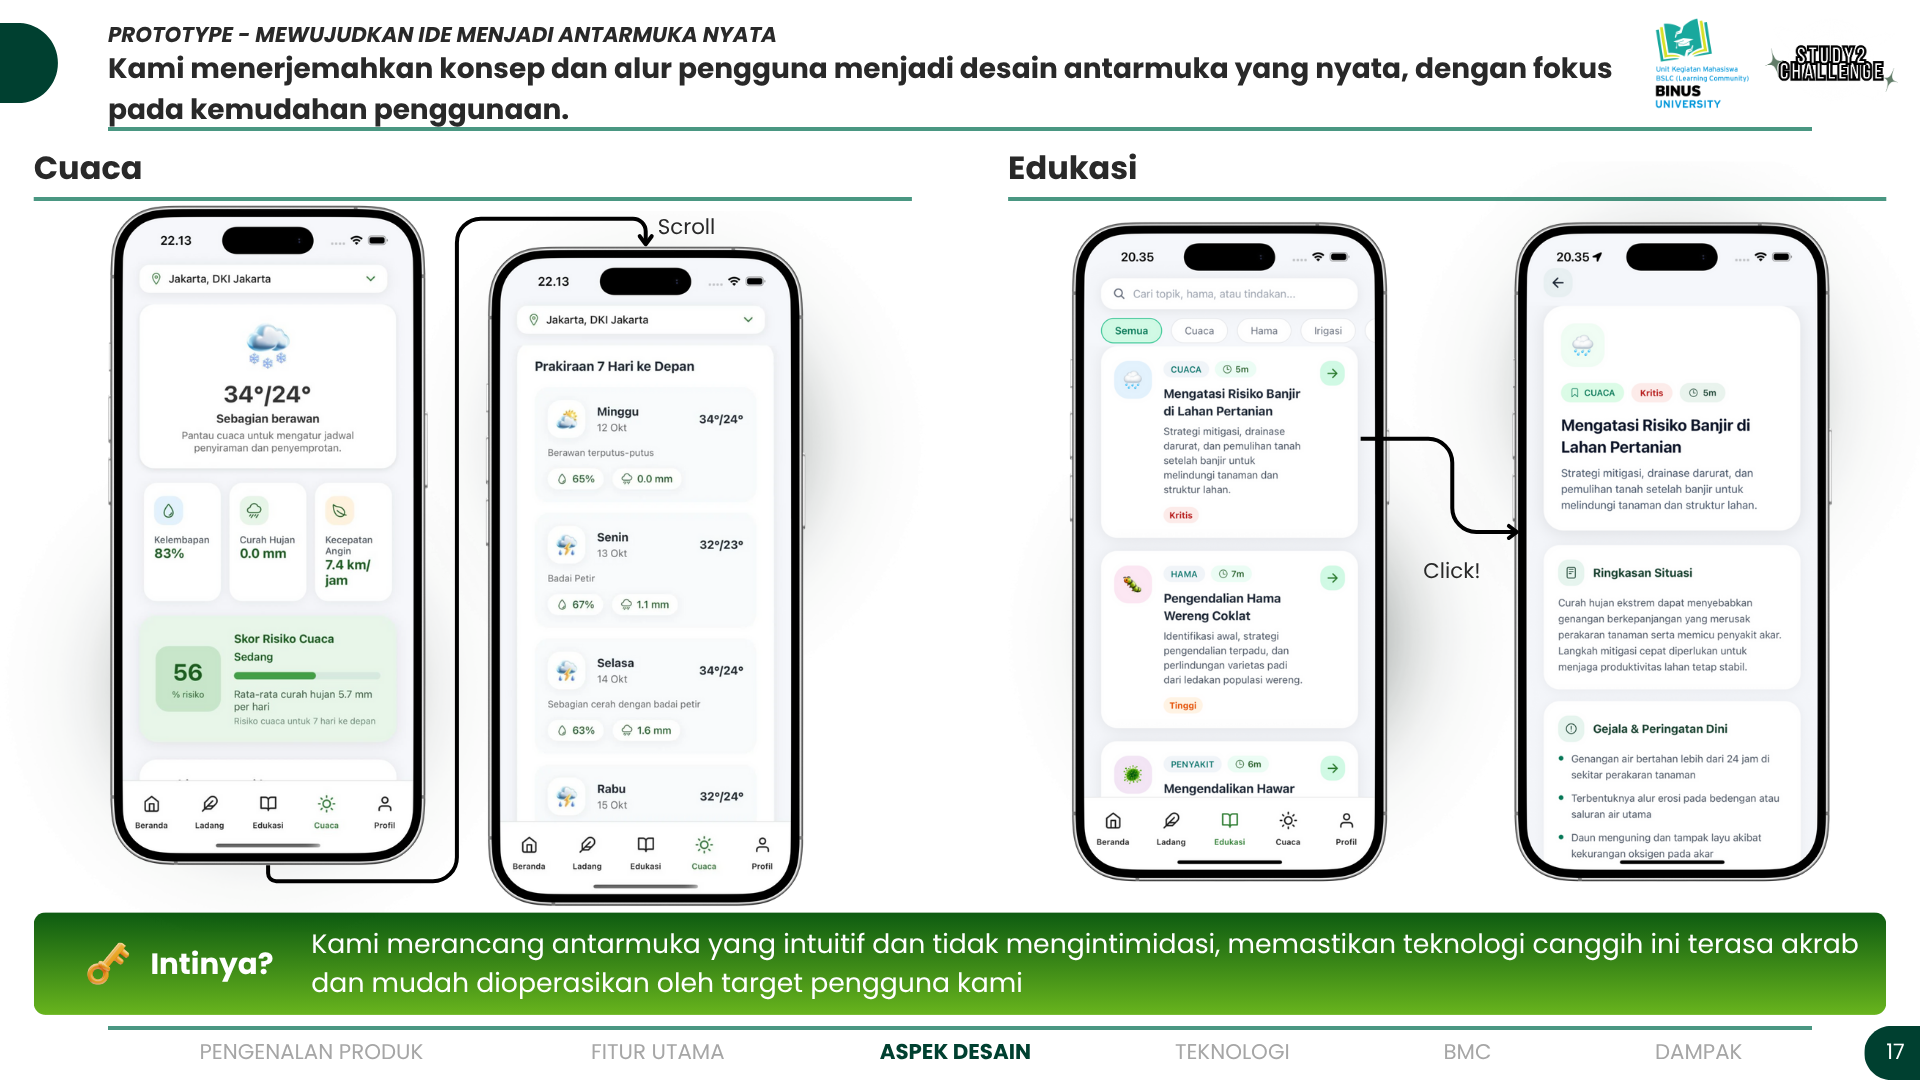 PROTOTYPE - MEWUJUDKAN IDE MENJADI ANTARMUKA NYATA
Kami menerjemahkan konsep dan alur pengguna menjadi desain antarmuka yang nyata, dengan fokus
pada kemudahan penggunaan.
Unit Kegiatan Mahasiswa
BSLC (Learning Community)
BINUS
UNIVERSITY
STUDY2
CHALLENGE
Cuaca
22.13
Jakarta, DKI Jakarta
34°/24°
Sebagian berawan
Pantau cuaca untuk mengatur jadwal
penyiraman dan penyemprotan.
Kelembapan
83%
Curah Hujan
0.0 mm
Kecepatan
Angin
7.4 km/
jam
56
% risiko
Skor Risiko Cuaca
Sedang
Rata-rata curah hujan 5.7 mm
per hari
Risiko cuaca untuk 7 hari ke depan
Beranda
Ladang
Edukasi
Cuaca
Profil
Scroll
22.13
Jakarta, DKI Jakarta
Prakiraan 7 Hari ke Depan
Minggu
12 Okt
34°/24°
Berawan terputus-putus
65%
0.0 mm
Senin
13 Okt
32°/23°
Badai Petir
67%
1.1 mm
Selasa
14 Okt
34°/24°
Sebagian cerah dengan badai petir
63%
1.6 mm
Rabu
15 Okt
32°/24°
Beranda
Ladang
Edukasi
Cuaca
Profil
Edukasi
20.35
Cari topik, hama, atau tindakan...
Semua
Cuaca
Hama
Irigasi
CUACA
5m
Mengatasi Risiko Banjir
di Lahan Pertanian
Strategi mitigasi, drainase
darurat, dan pemulihan tanah
setelah banjir untuk
melindungi tanaman dan
struktur lahan.
Kritis
HAMA
7m
Pengendalian Hama
Wereng Coklat
Identifikasi awal, strategi
pengendalian terpadu, dan
perlindungan varietas padi
dari ledakan populasi wereng.
Tinggi
PENYAKIT
6m
Mengendalikan Hawar
Beranda
Ladang
Edukasi
Cuaca
Profil
Click!
20.35
CUACA
Kritis
5m
Mengatasi Risiko Banjir di
Lahan Pertanian
Strategi mitigasi, drainase darurat, dan
pemulihan tanah setelah banjir untuk
melindungi tanaman dan struktur lahan.
Ringkasan Situasi
Curah hujan ekstrem dapat menyebabkan
genangan berkepanjangan yang merusak
perakaran tanaman serta memicu penyakit akar.
Langkah mitigasi cepat diperlukan untuk
menjaga produktivitas lahan tetap stabil.
Gejala & Peringatan Dini
Genangan air bertahan lebih dari 24 jam di
sekitar perakaran tanaman
Terbentuknya alur erosi pada bedengan atau
saluran air utama
Daun menguning dan tampak layu akibat
kekurangan oksigen pada akar
Intinya?
Kami merancang antarmuka yang intuitif dan tidak mengintimidasi, memastikan teknologi canggih ini terasa akrab
dan mudah dioperasikan oleh target pengguna kami
PENGENALAN PRODUK
FITUR UTAMA
ASPEK DESAIN
TEKNOLOGI
BMC
DAMPAK
17